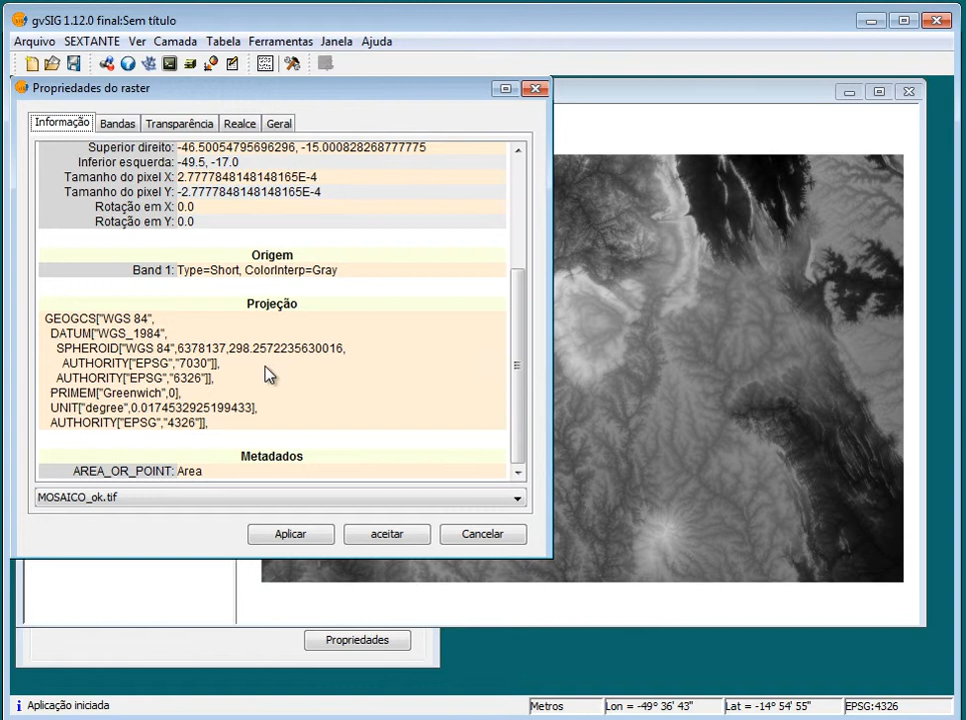 gvSIG 1.12.0 final:Sem título
Arquivo SEXTANTE Ver Camada Tabela Ferramentas Janela Ajuda
Propriedades do raster
Informação Bandas Transparência Realce Geral
Superior direito: -46.50054795696296, -15.000828268777775
Inferior esquerda: -49.5, -17.0
Tamanho do pixel X: 2.7777848148148165E-4
Tamanho do pixel Y: -2.7777848148148165E-4
Rotação em X: 0.0
Rotação em Y: 0.0
Origem
Band 1: Type=Short, ColorInterp=Gray
Projeção
GEOGCS["WGS 84",
DATUM["WGS_1984",
SPHEROID["WGS 84",6378137,298.2572235630016,
AUTHORITY["EPSG","7030"]],
AUTHORITY["EPSG","6326"]],
PRIMEM["Greenwich",0],
UNIT["degree",0.0174532925199433],
AUTHORITY["EPSG","4326"]],
Metadados
AREA_OR_POINT: Area
MOSAICO_ok.tif
Aplicar aceitar Cancelar
Propriedades
Aplicação iniciada Metros Lon = -49° 36' 43" Lat = -14° 54' 55" EPSG:4326